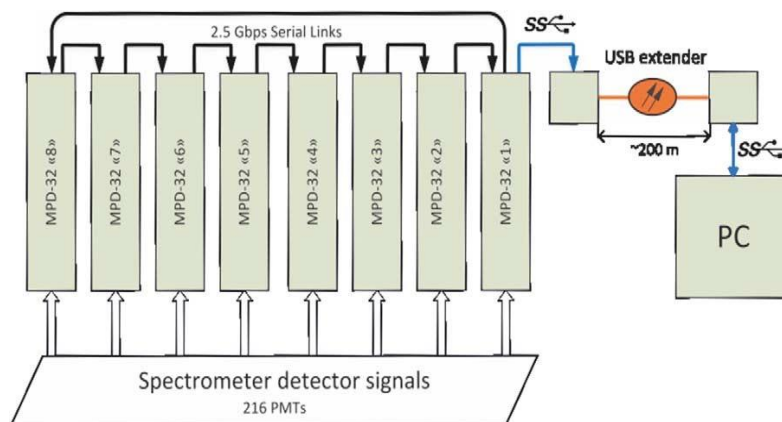 2.5 Gbps Serial Links
SS
USB extender
~200 m
SS
MPD-32 «8»
MPD-32 «7»
MPD-32 «6»
MPD-32 «5»
MPD-32 «4»
MPD-32 «3»
MPD-32 «2»
MPD-32 «1»
PC
Spectrometer detector signals
216 PMTs